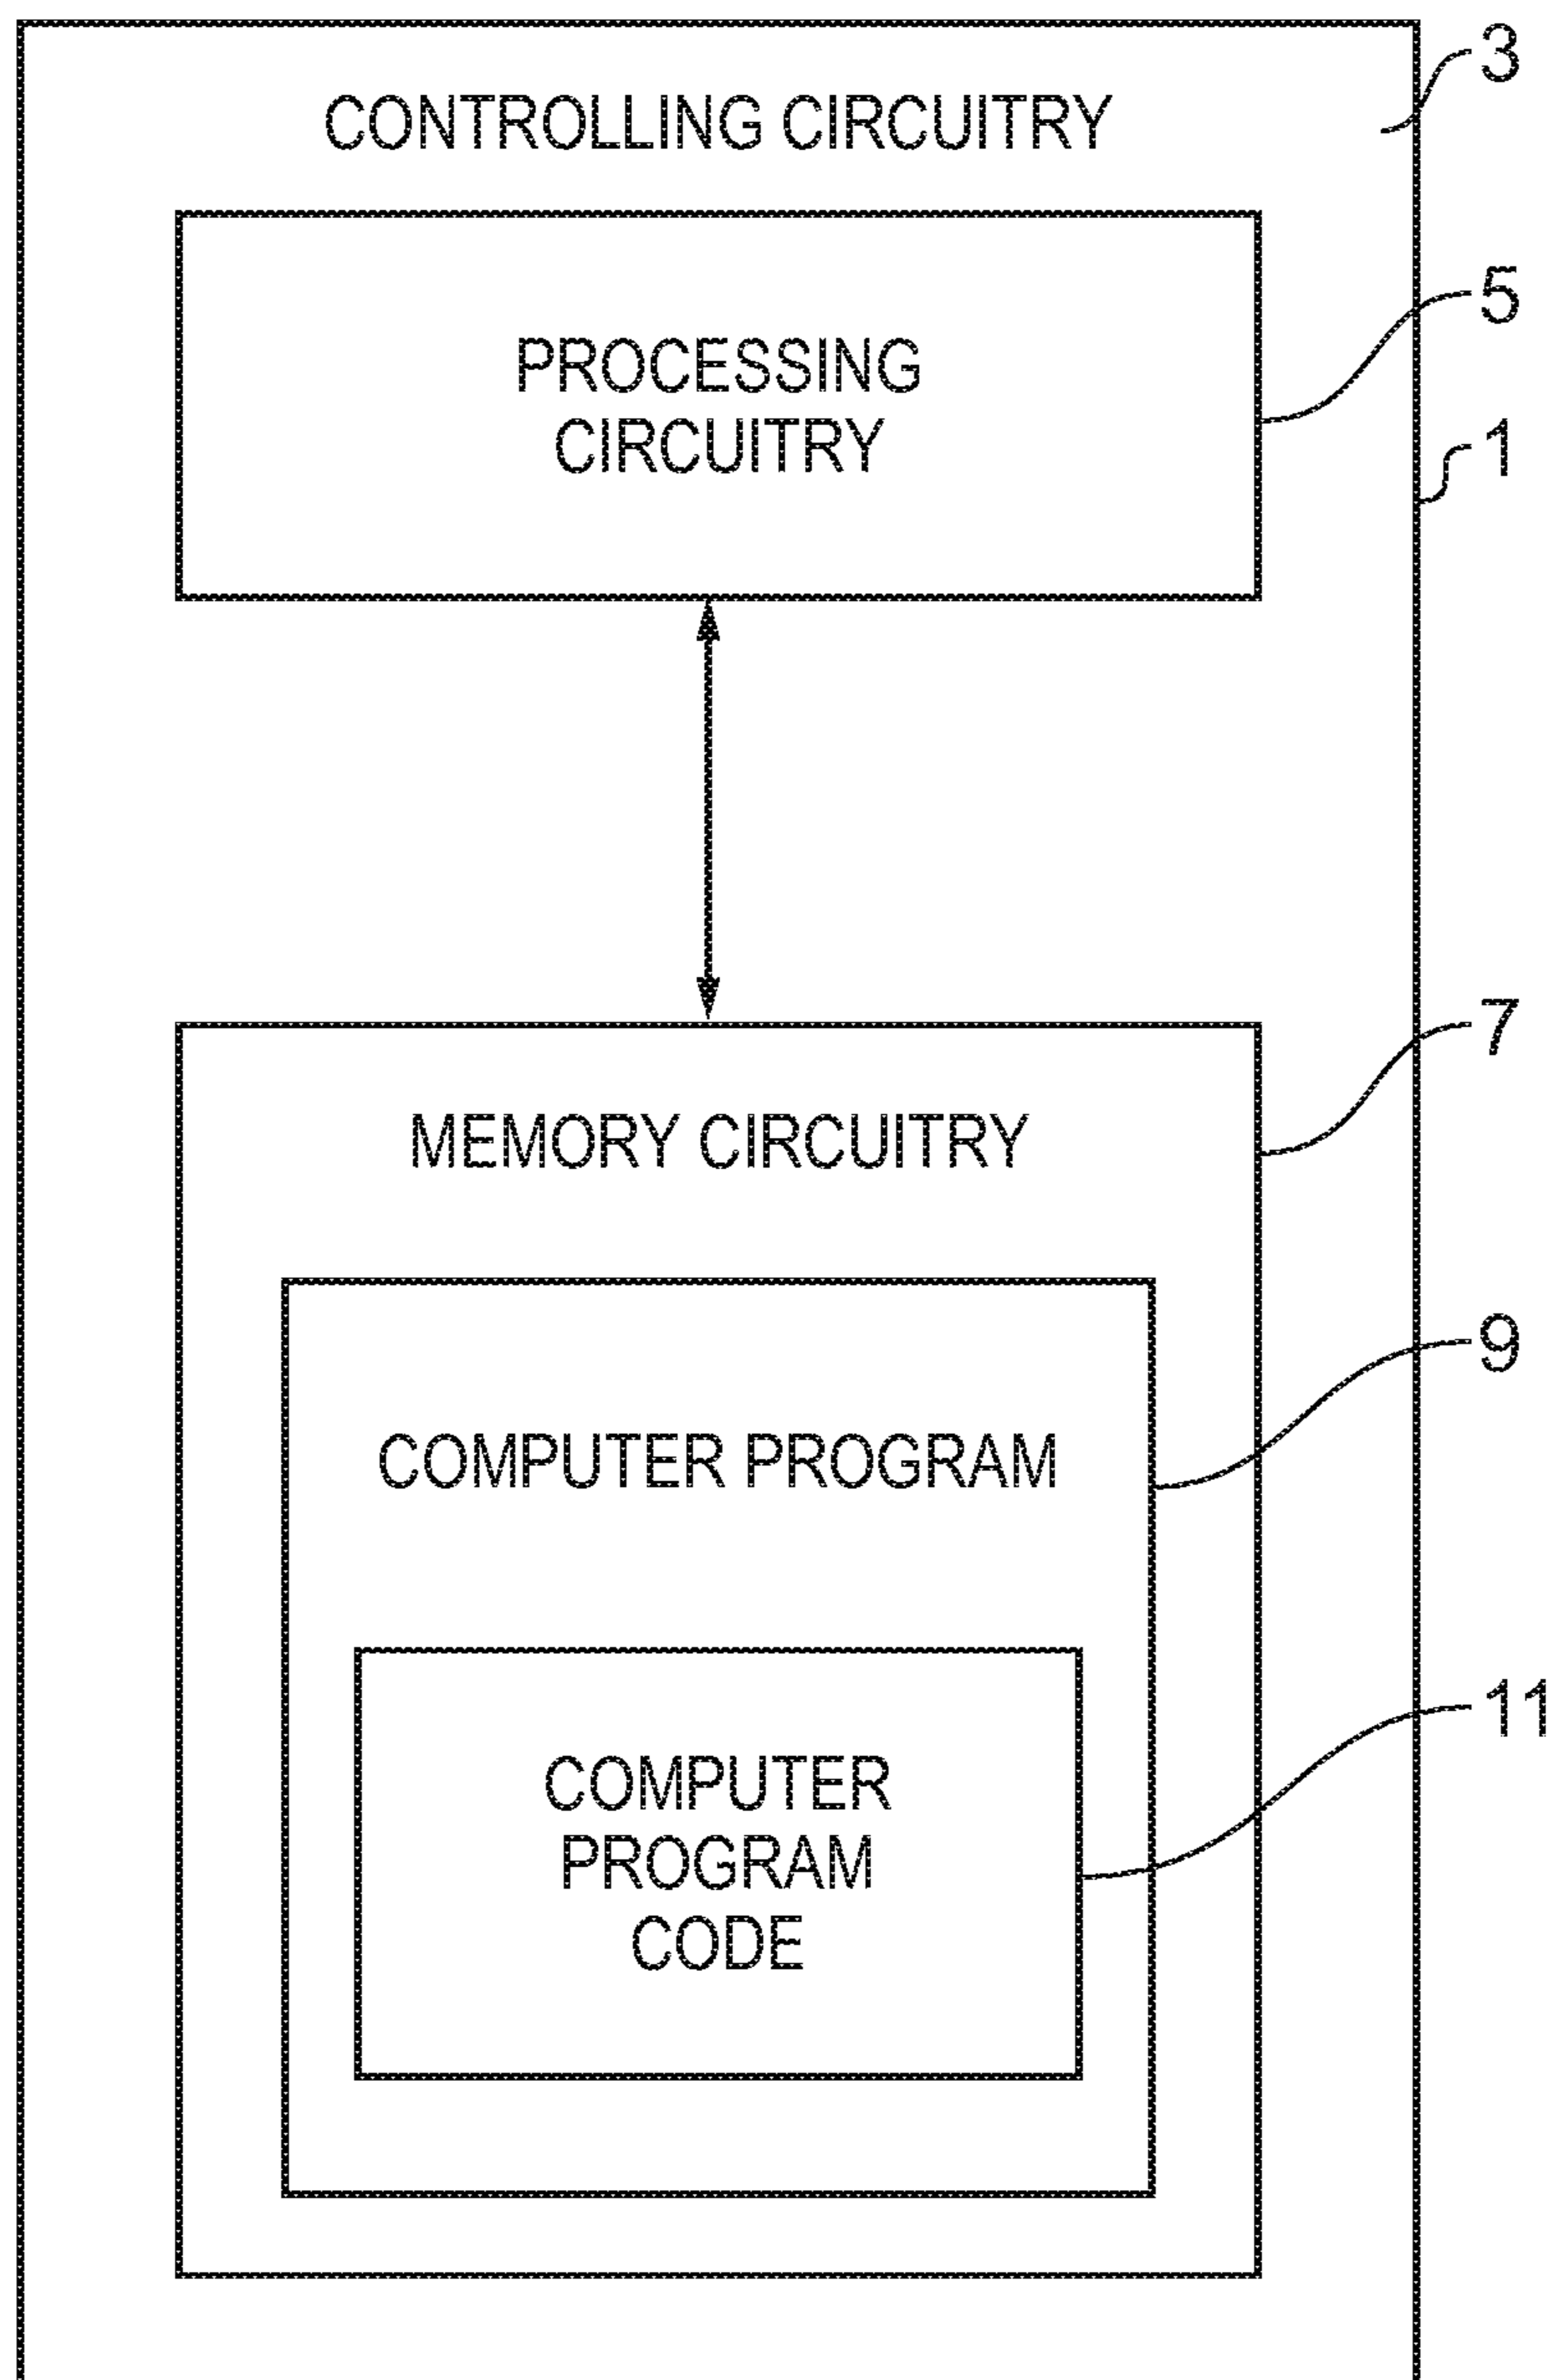 3
CONTROLLING CIRCUITRY
5
PROCESSING
CIRCUITRY
1
7
MEMORY CIRCUITRY
9
COMPUTER PROGRAM
11
COMPUTER
PROGRAM
CODE